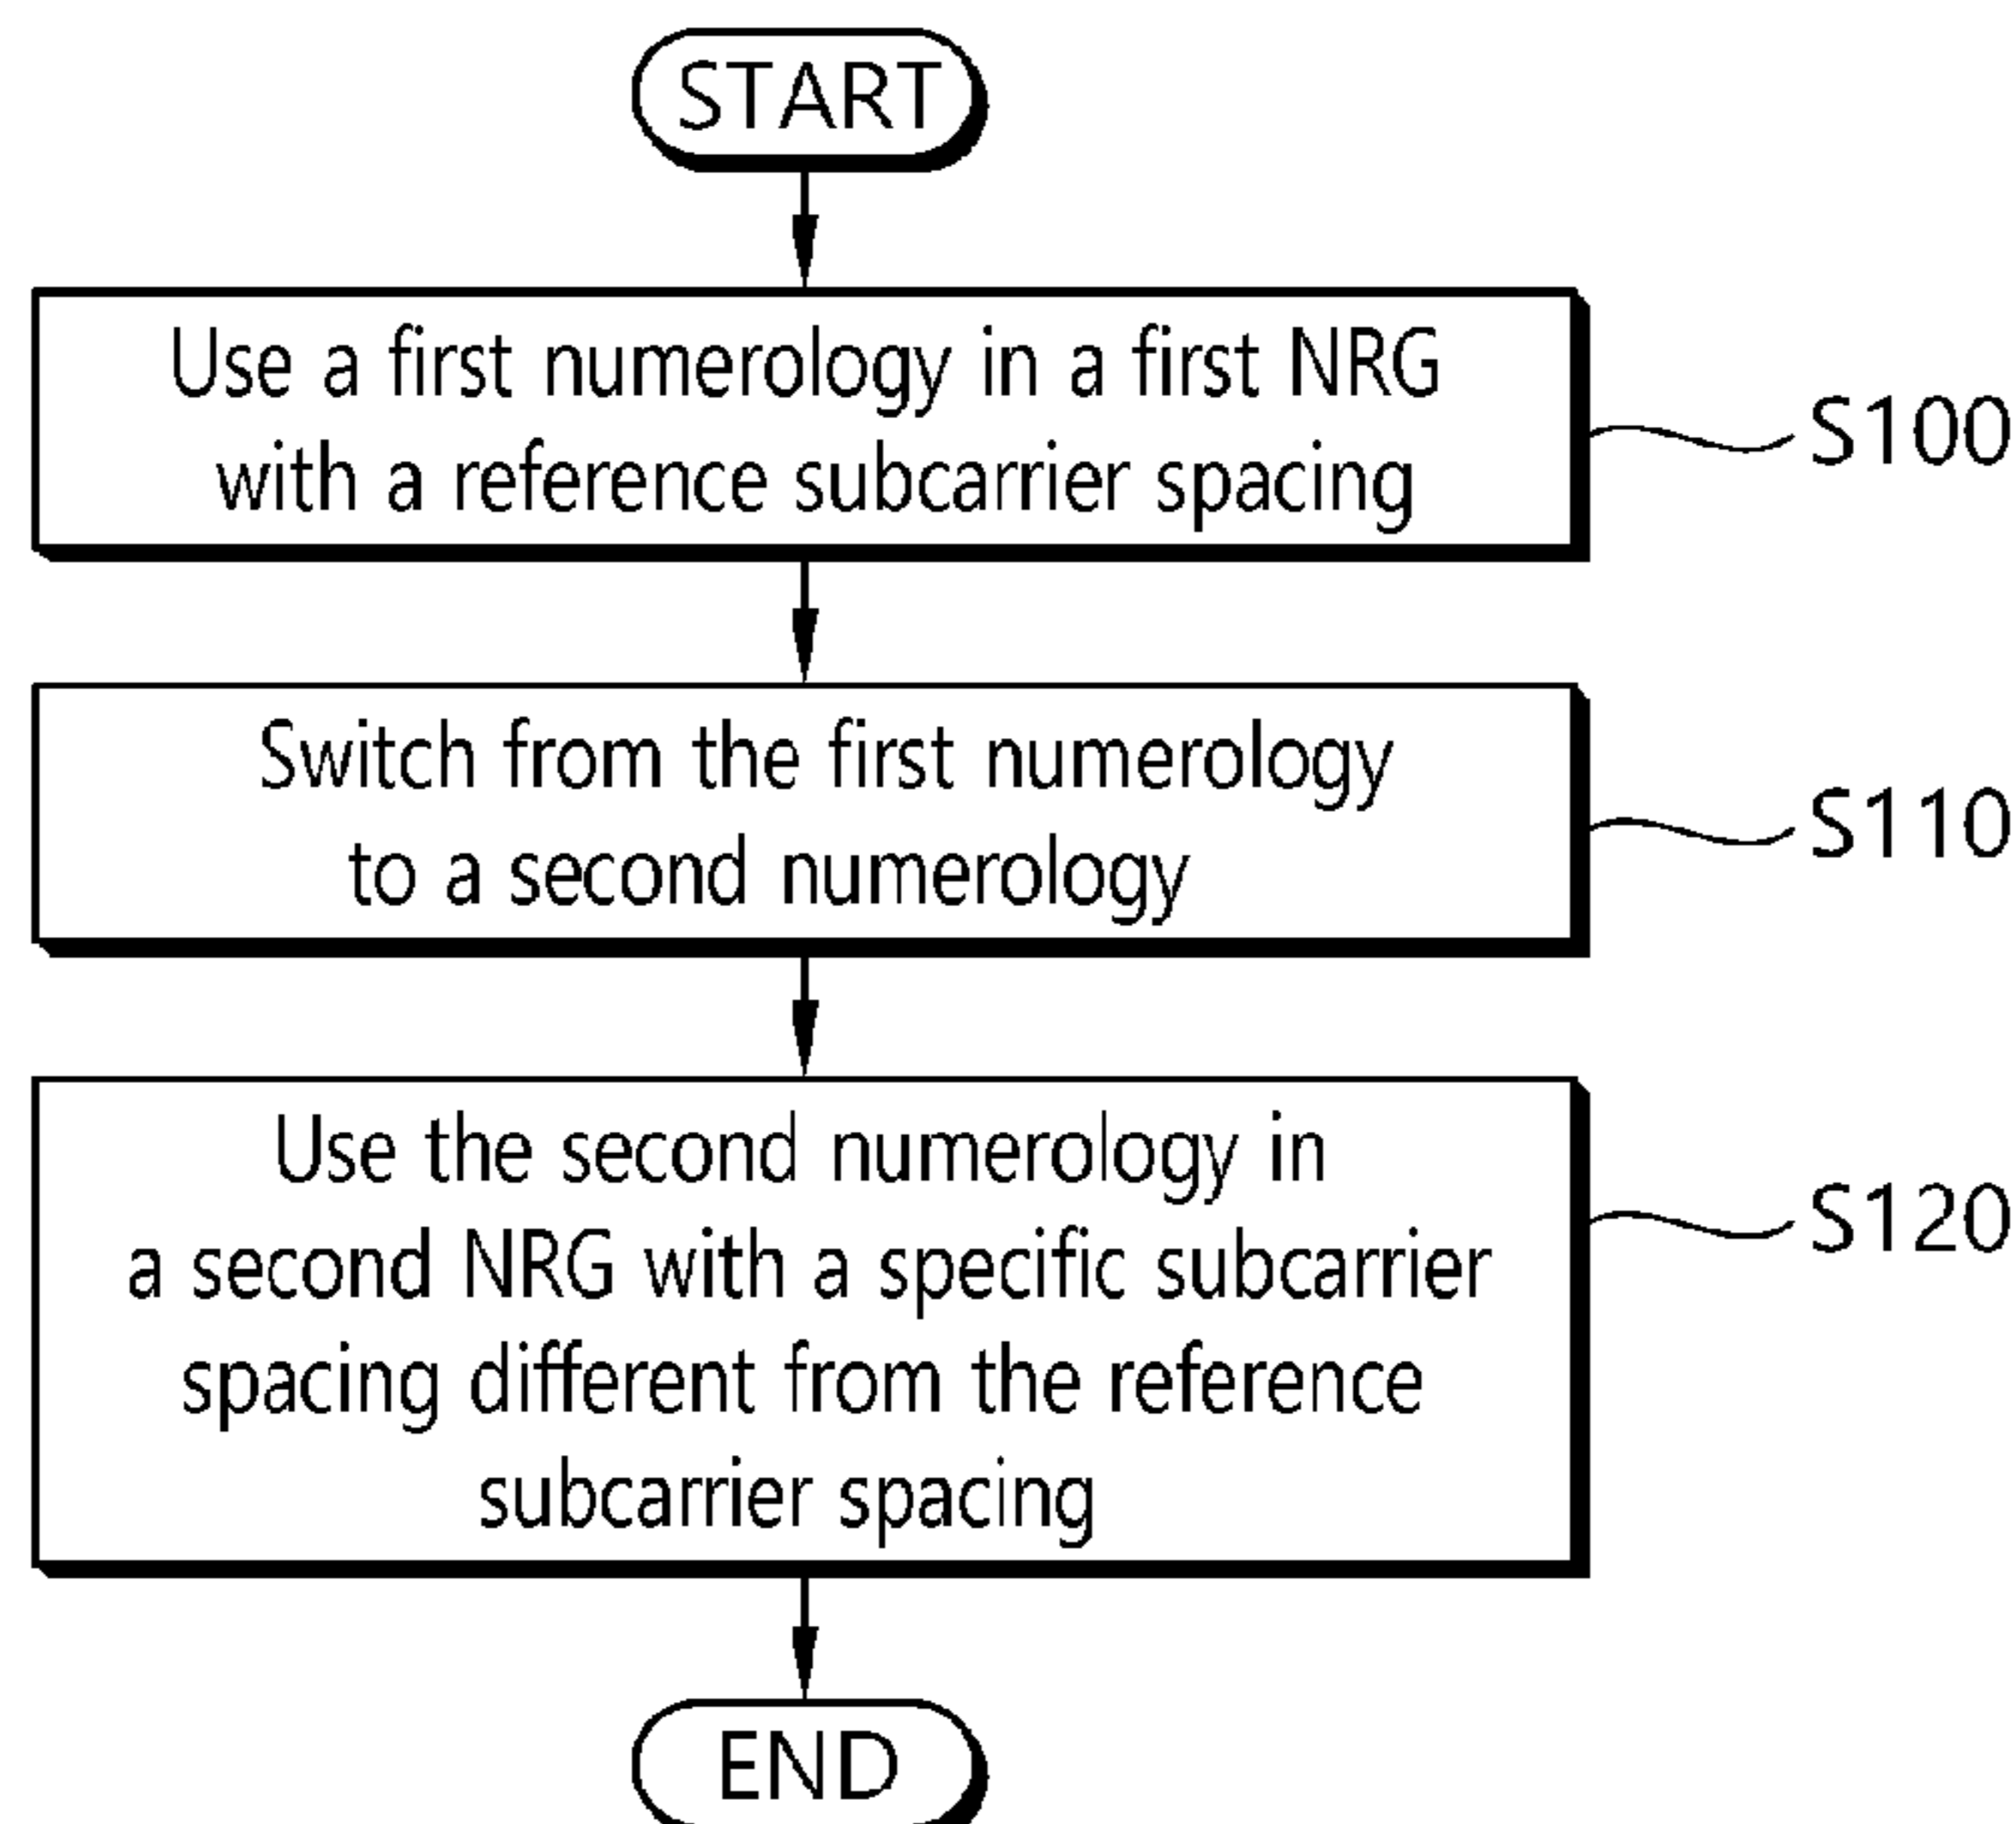 START
Use a first numerology in a first NRG
with a reference subcarrier spacing
S100
Switch from the first numerology
to a second numerology
S110
Use the second numerology in
a second NRG with a specific subcarrier
spacing different from the reference
subcarrier spacing
S120
END